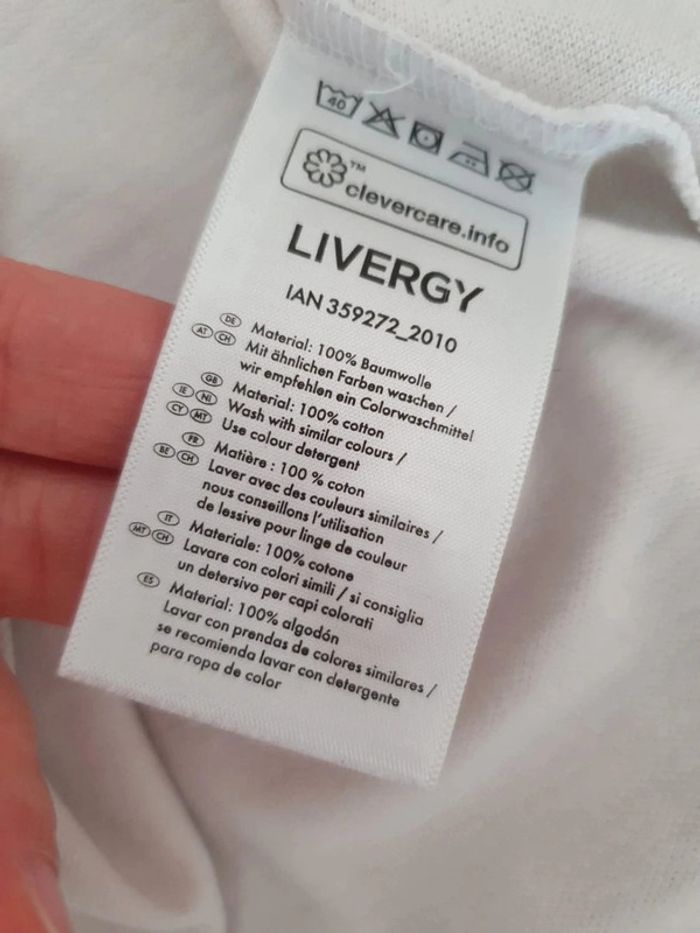 40
™
clevercare.info
LIVERGY
IAN 359272_2010
DE
AT CH
Material: 100% Baumwolle
Mit ähnlichen Farben waschen /
wir empfehlen ein Colorwaschmittel
GB
IE NI
CY MT
Material: 100% cotton
Wash with similar colours /
Use colour detergent
FR
BE CH
Matière : 100 % coton
Laver avec des couleurs similaires /
nous conseillons l'utilisation
de lessive pour linge de couleur
IT
MT CH
Materiale: 100% cotone
Lavare con colori simili / si consiglia
un detersivo per capi colorati
ES
Material: 100% algodón
Lavar con prendas de colores similares /
se recomienda lavar con detergente
para ropa de color